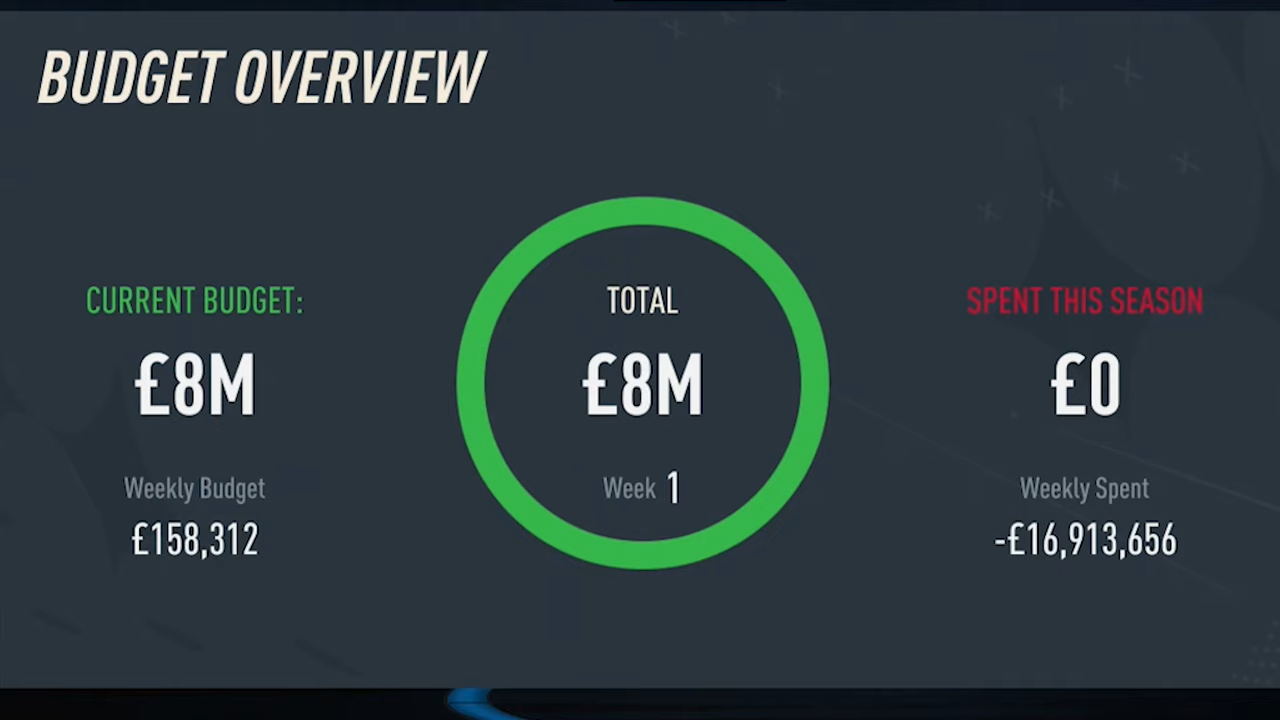 BUDGET OVERVIEW
CURRENT BUDGET:
£8M
Weekly Budget
£158,312
TOTAL
£8M
Week 1
SPENT THIS SEASON
£0
Weekly Spent
-£16,913,656